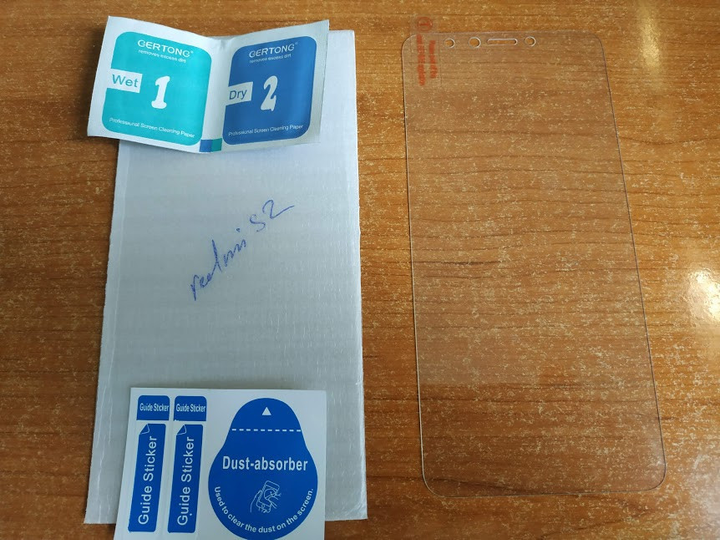 GERTONG
Wet
1
Professional Screen Cleaning Paper
GERTONG
Dry
2
Professional Screen Cleaning Paper
redmi S2
Guide Sticker
Guide Sticker
Guide Sticker
Guide Sticker
Dust-absorber
Used to clear the dust on the screen.